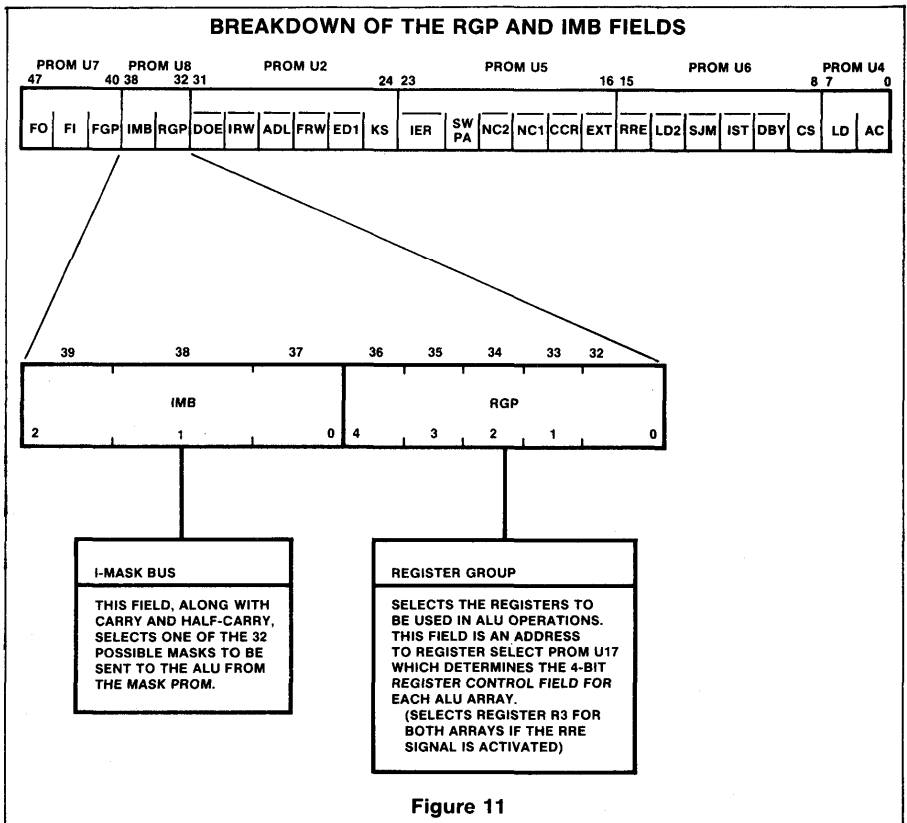 BREAKDOWN OF THE RGP AND IMB FIELDS
PROM U7 PROM U8 PROM U2 PROM U5 PROM U6 PROM U4
47 40 38 32 31 24 23 16 15 8 7 0
FO FI FGP IMB RGP DOE IRW ADL FRW ED1 KS IER SW PA NC2 NC1 CCR EXT RRE LD2 SJM IST DBY CS LD AC
39 38 37 36 35 34 33 32
IMB RGP
2 1 0 4 3 2 1 0
I-MASK BUS
THIS FIELD, ALONG WITH
CARRY AND HALF-CARRY,
SELECTS ONE OF THE 32
POSSIBLE MASKS TO BE
SENT TO THE ALU FROM
THE MASK PROM.
REGISTER GROUP
SELECTS THE REGISTERS TO
BE USED IN ALU OPERATIONS.
THIS FIELD IS AN ADDRESS
TO REGISTER SELECT PROM U17
WHICH DETERMINES THE 4-BIT
REGISTER CONTROL FIELD FOR
EACH ALU ARRAY.
(SELECTS REGISTER R3 FOR
BOTH ARRAYS IF THE RRE
SIGNAL IS ACTIVATED)
Figure 11